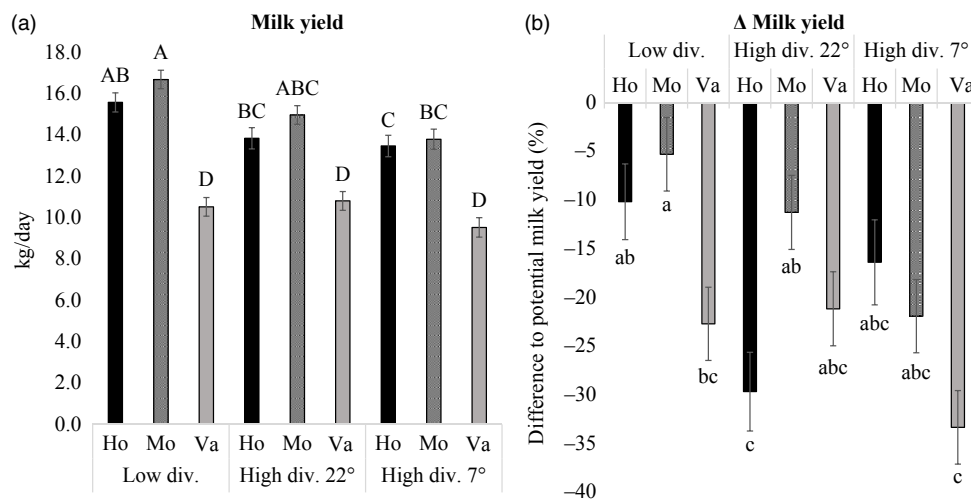 (a)
Milk yield
18.0
16.0
14.0
12.0
10.0
8.0
6.0
4.0
2.0
0.0
kg/day
AB
A
D
BC
ABC
D
C
BC
D
Ho Mo Va Ho Mo Va Ho Mo Va
Low div. High div. 22° High div. 7°
(b)
Δ Milk yield
Low div. High div. 22° High div. 7°
Ho Mo Va Ho Mo Va Ho Mo Va
0
–5
–10
–15
–20
–25
–30
–35
–40
Difference to potential milk yield (%)
ab
a
bc
c
ab
abc
abc
abc
c